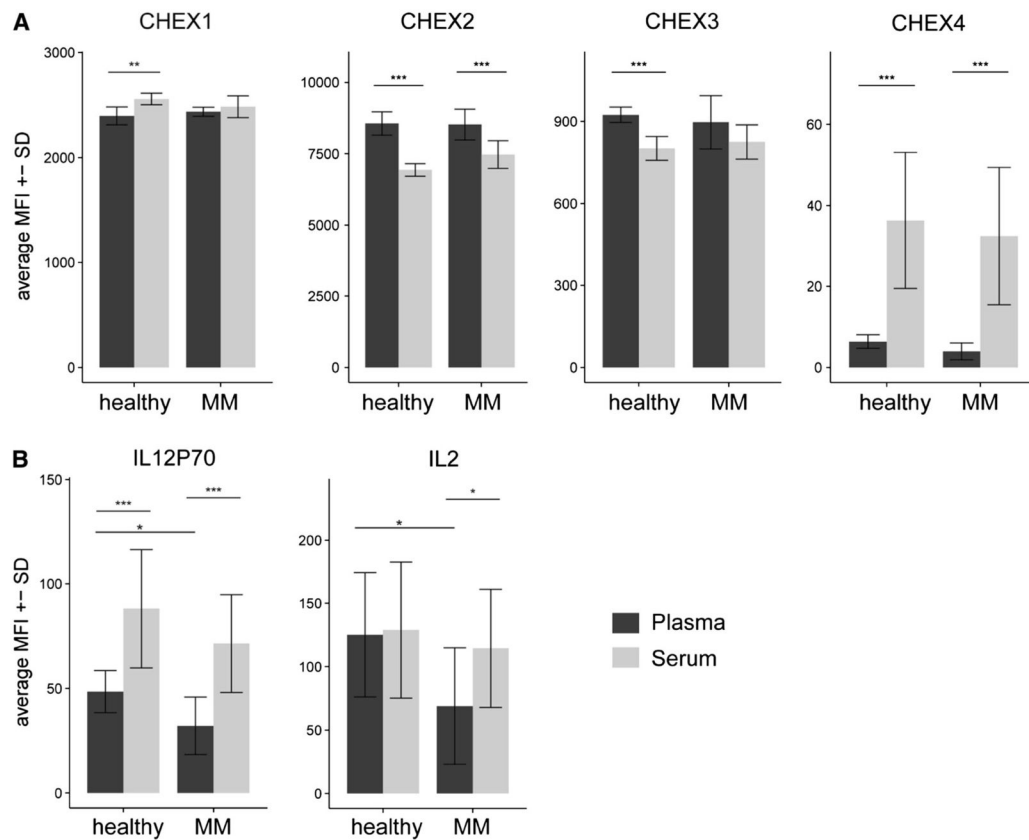 A
CHEX1
CHEX2
CHEX3
CHEX4
average MFI +− SD
3000
2000
1000
0
**
healthy
MM
10000
7500
5000
2500
0
***
***
healthy
MM
900
600
300
0
***
healthy
MM
60
40
20
0
***
***
healthy
MM
B
IL12P70
IL2
average MFI +− SD
150
100
50
0
***
***
*
healthy
MM
200
150
100
50
0
*
*
healthy
MM
Plasma
Serum